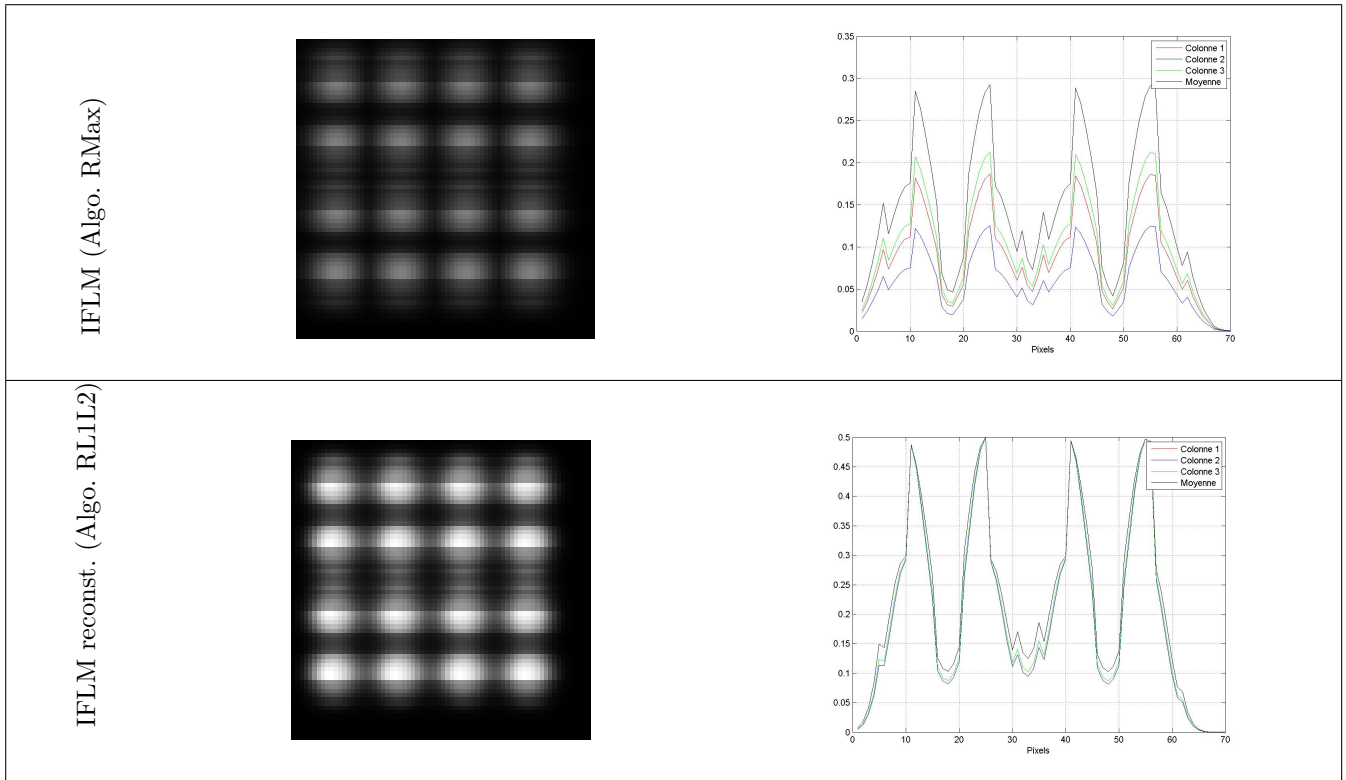 IFLM (Algo. RMax)
0.35
0.3
0.25
0.2
0.15
0.1
0.05
0
0 10 20 30 40 50 60 70
Pixels
Colonne 1
Colonne 2
Colonne 3
Moyenne
IFLM reconst. (Algo. RL1L2)
0.5
0.45
0.4
0.35
0.3
0.25
0.2
0.15
0.1
0.05
0
0 10 20 30 40 50 60 70
Pixels
Colonne 1
Colonne 2
Colonne 3
Moyenne